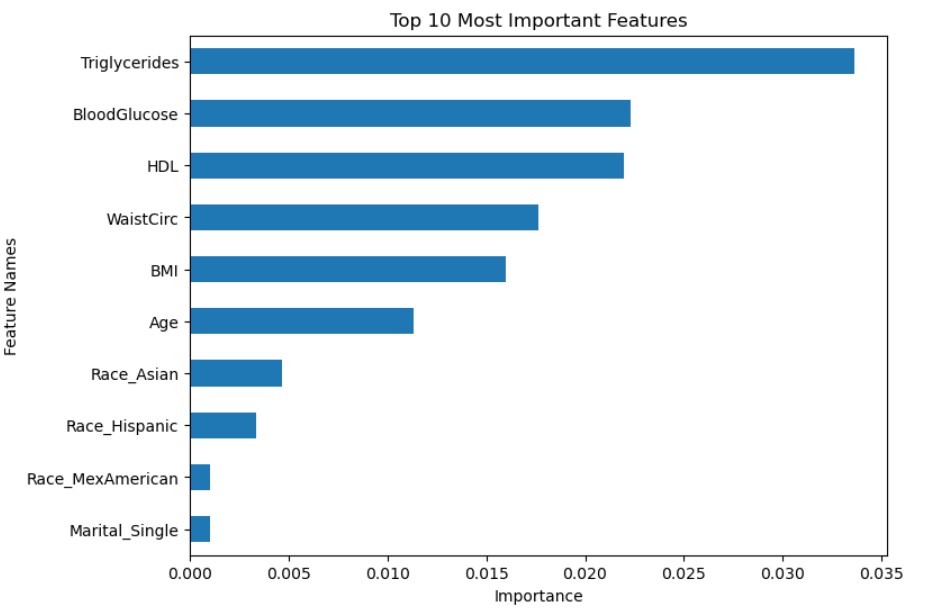 Top 10 Most Important Features
Feature Names
Triglycerides
BloodGlucose
HDL
WaistCirc
BMI
Age
Race_Asian
Race_Hispanic
Race_MexAmerican
Marital_Single
0.000 0.005 0.010 0.015 0.020 0.025 0.030 0.035
Importance